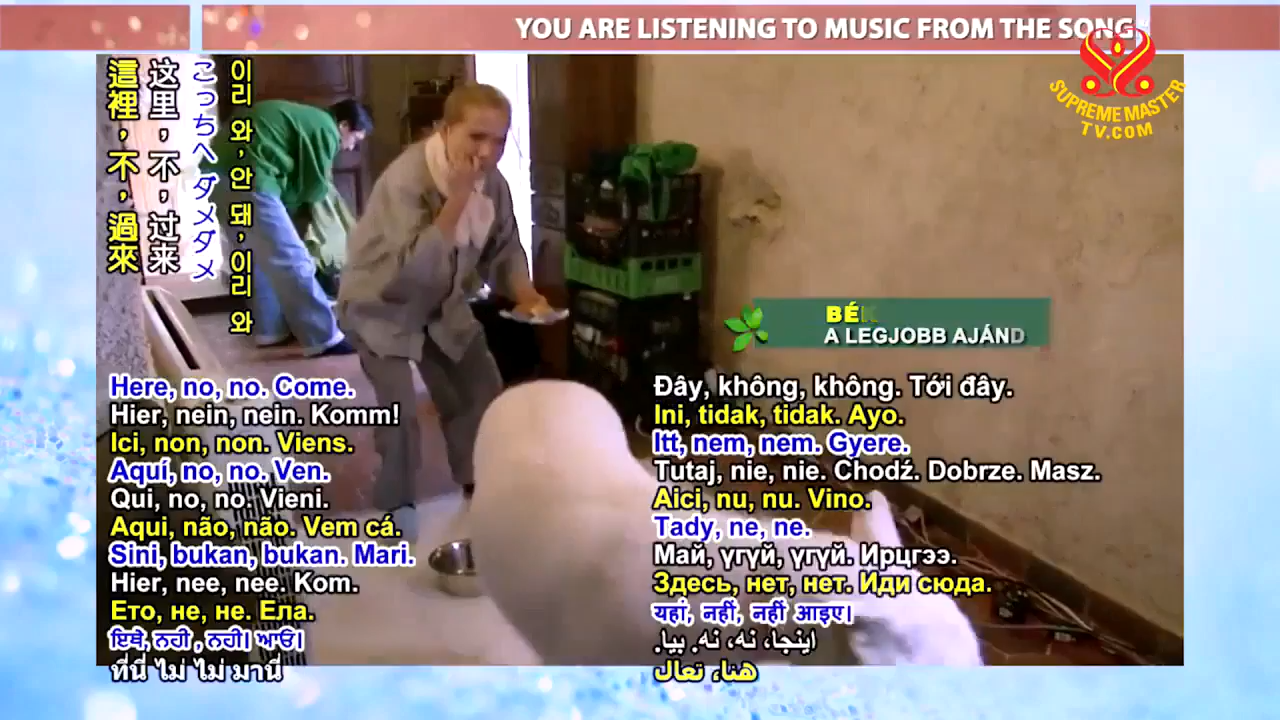 YOU ARE LISTENING TO MUSIC FROM THE SONG
SUPREME MASTER
TV.COM
這裡，不，過來
这里，不，过来
こっちへダメダメ
이리 와, 안 돼, 이리 와
BÉK
A LEGJOBB AJÁND
Here, no, no. Come.
Hier, nein, nein. Komm!
Ici, non, non. Viens.
Aquí, no, no. Ven.
Qui, no, no. Vieni.
Aqui, não, não. Vem cá.
Sini, bukan, bukan. Mari.
Hier, nee, nee. Kom.
Ето, не, не. Ела.
ਇਥੇ, ਨਹੀ , ਨਹੀ। ਆਓ।
ที่นี่ ไม่ ไม่ มานี่
Đây, không, không. Tới đây.
Ini, tidak, tidak. Ayo.
Itt, nem, nem. Gyere.
Tutaj, nie, nie. Chodź. Dobrze. Masz.
Aici, nu, nu. Vino.
Tady, ne, ne.
Май, үгүй, үгүй. Ирцгээ.
Здесь, нет, нет. Иди сюда.
यहां, नहीं, नहीं आइए।
اینجا، نه، نه. بیا.
هنا، تعال